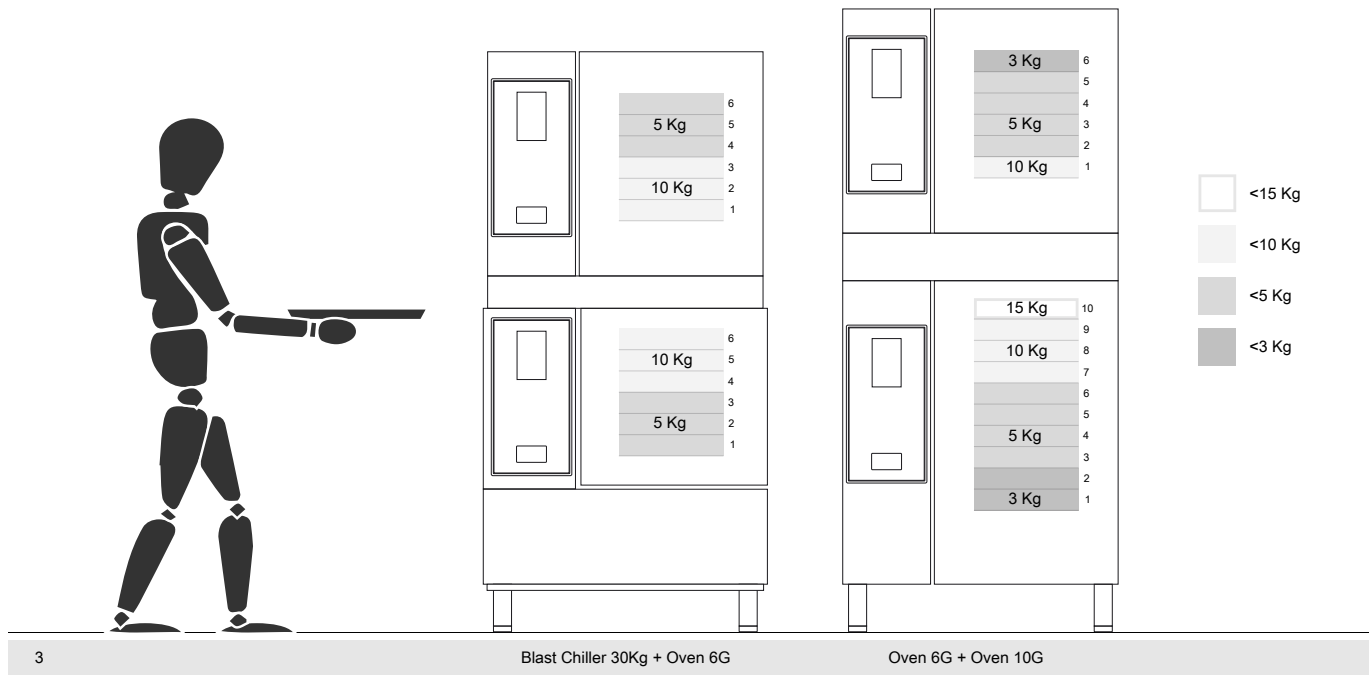 6
5 Kg 5
4
3
10 Kg 2
1
6
10 Kg 5
4
3
5 Kg 2
1
3 Kg 6
5
4
5 Kg 3
2
10 Kg 1
15 Kg 10
9
10 Kg 8
7
6
5
5 Kg 4
3
2
3 Kg 1
<15 Kg
<10 Kg
<5 Kg
<3 Kg
3 Blast Chiller 30Kg + Oven 6G Oven 6G + Oven 10G